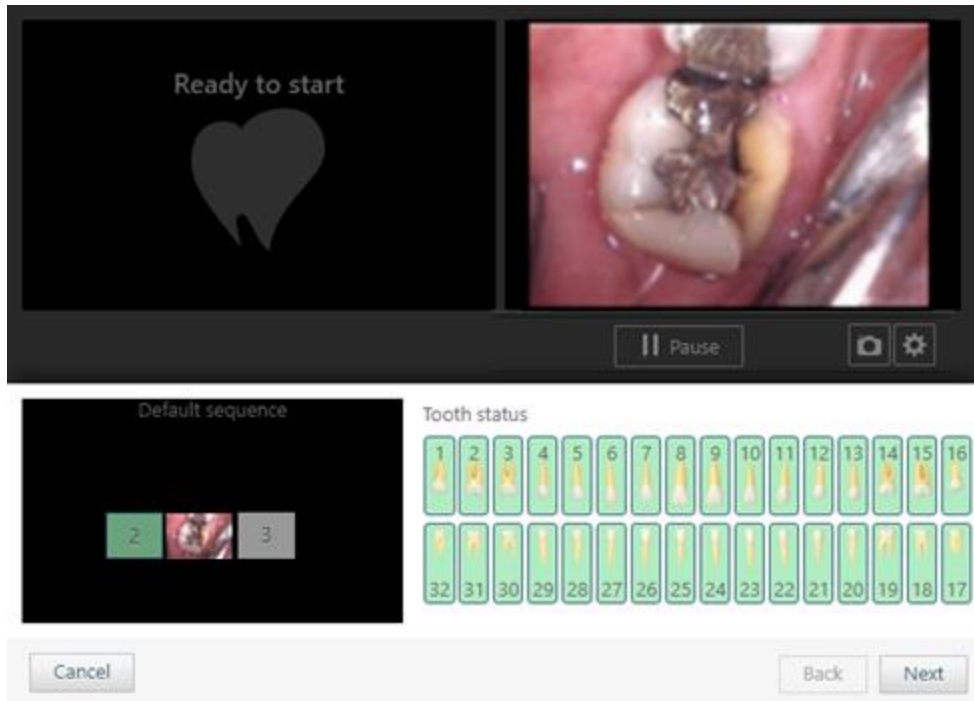 Ready to start
Pause
Default sequence
2 3
Tooth status
1 2 3 4 5 6 7 8 9 10 11 12 13 14 15 16
32 31 30 29 28 27 26 25 24 23 22 21 20 19 18 17
Cancel
Back
Next